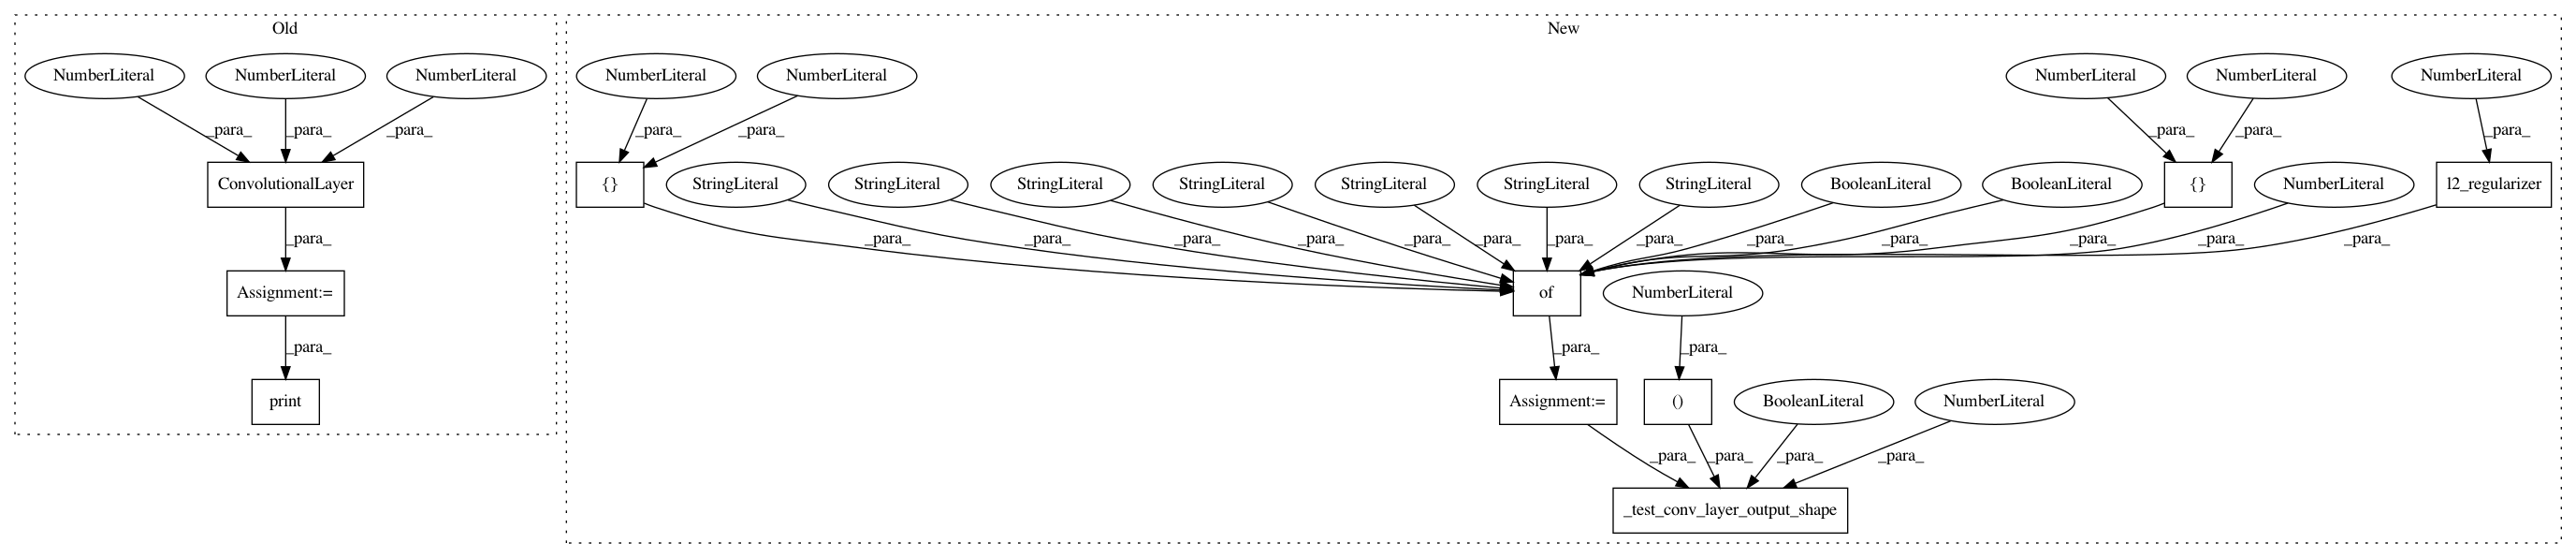 Old
New
NumberLiteral
NumberLiteral
NumberLiteral
NumberLiteral
NumberLiteral
NumberLiteral
NumberLiteral
NumberLiteral
_para_
_para_
_para_
_para_
_para_
_para_
_para_
_para_
ConvolutionalLayer
{}
StringLiteral
StringLiteral
StringLiteral
StringLiteral
StringLiteral
StringLiteral
StringLiteral
BooleanLiteral
BooleanLiteral
{}
NumberLiteral
l2_regularizer
_para_
_para_
_para_
_para_
_para_
_para_
_para_
_para_
_para_
_para_
_para_
_para_
_para_
_para_
Assignment:=
of
NumberLiteral
_para_
_para_
_para_
print
Assignment:=
()
BooleanLiteral
NumberLiteral
_para_
_para_
_para_
_para_
_test_conv_layer_output_shape